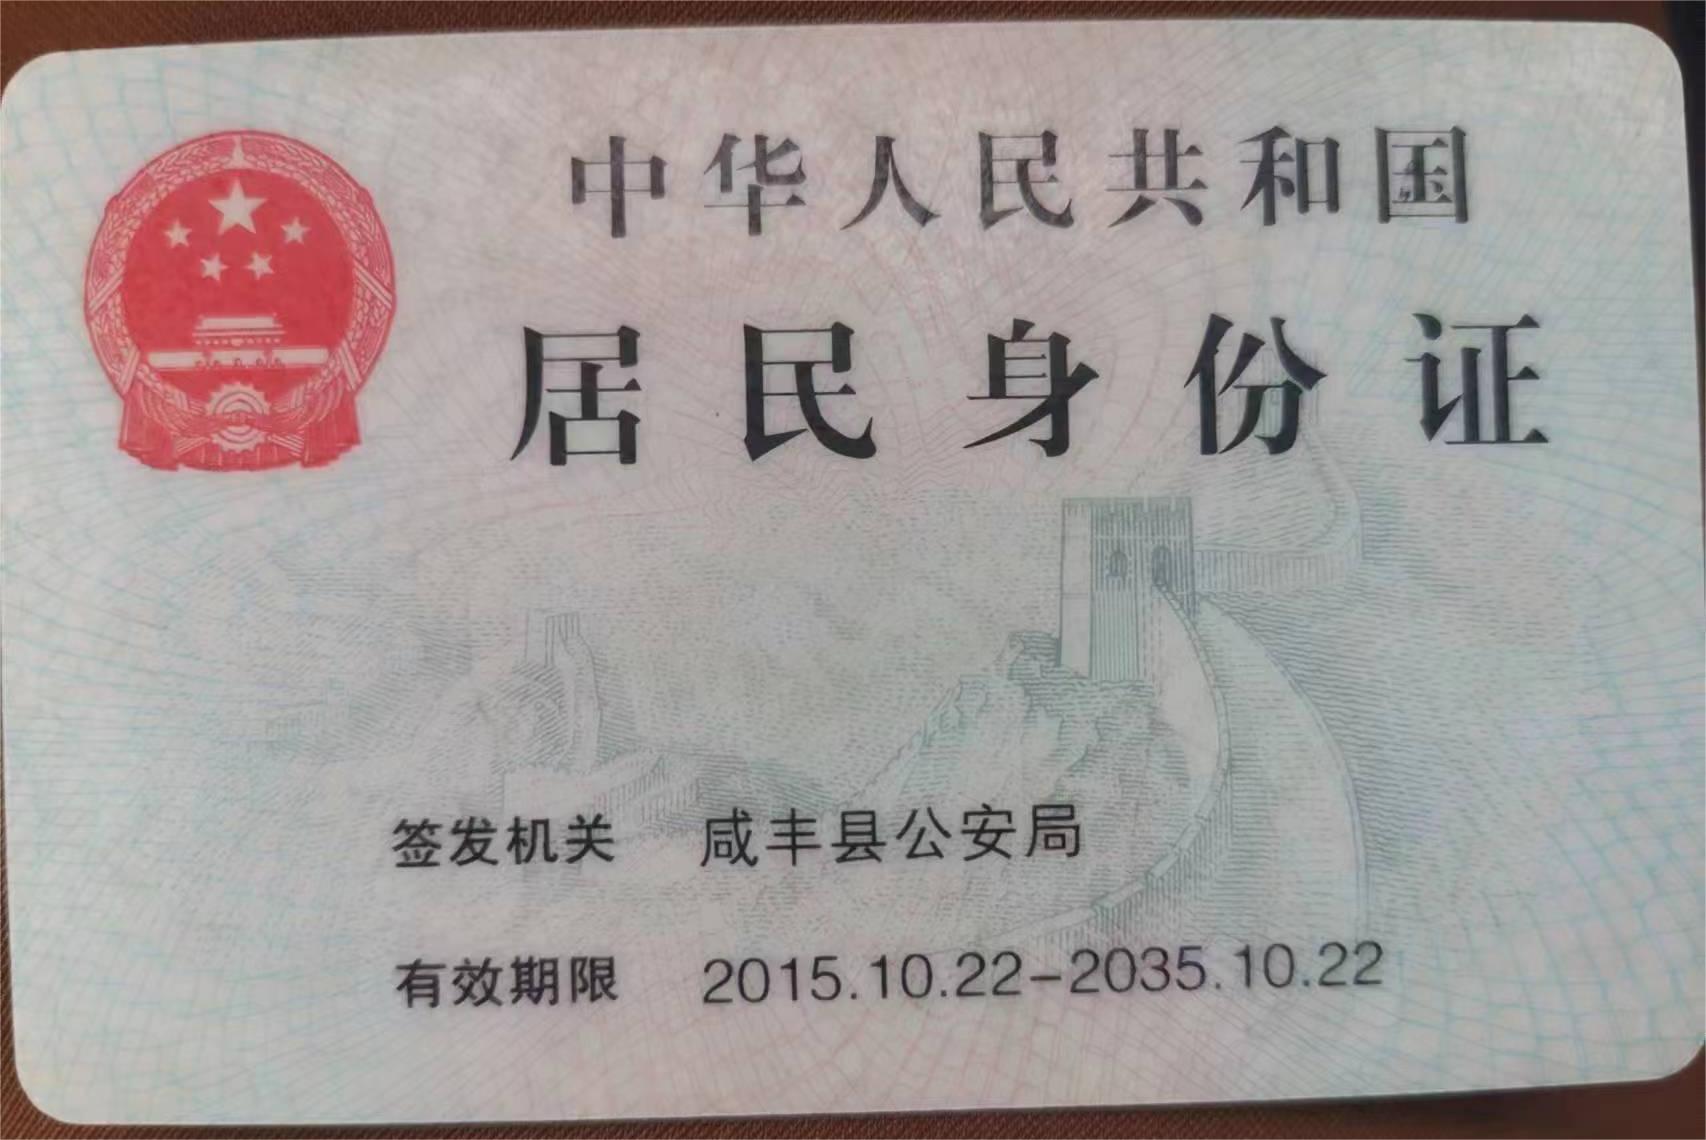 中华人民共和国
居民身份证
签发机关 咸丰县公安局
有效期限 2015.10.22-2035.10.22